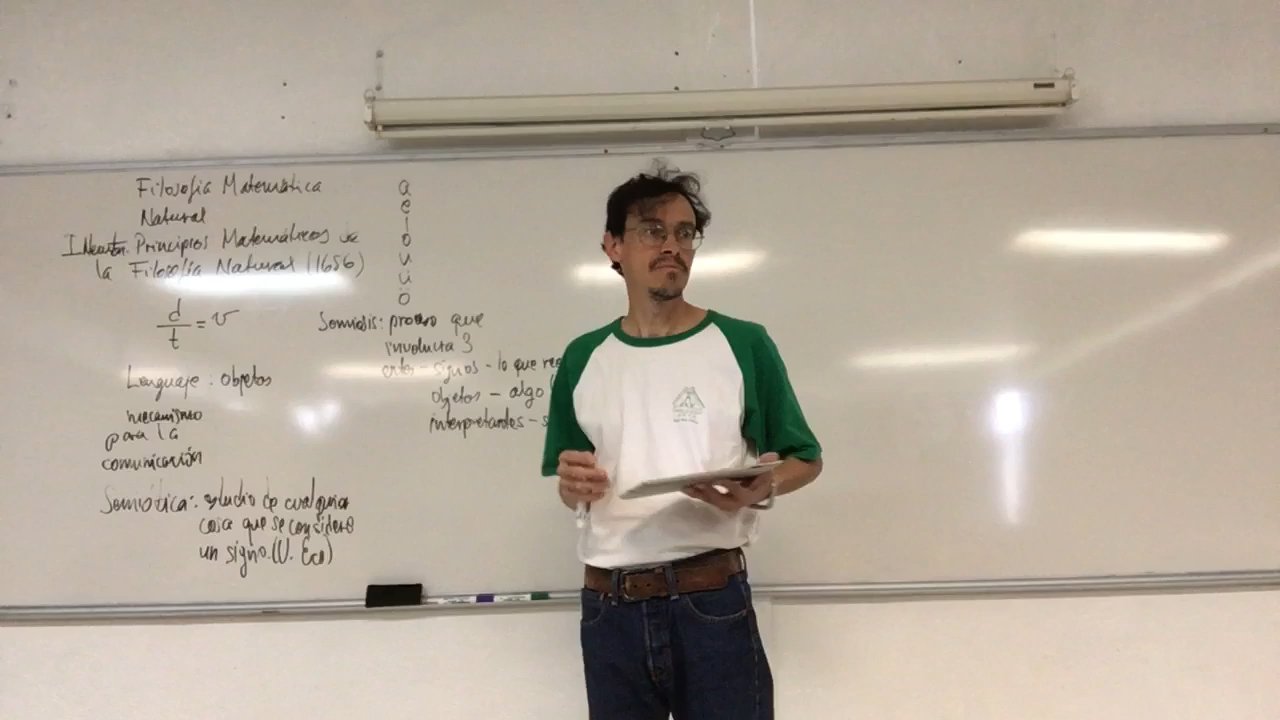 Filosofía Matemática
Natural
I. Newton: Principios Matemáticos de
la Filosofía Natural (1656)
d
t
= v
Lenguaje : objetos
mecanismo
para la
comunicación
Semiótica: estudio de cualquier
cosa que se considere
un signo. (U. Eco)
a
e
i
o
u
ü
ö
Semiosis: proceso que
involucra 3
entes - signos - lo que
objetos - algo
interpretantes -